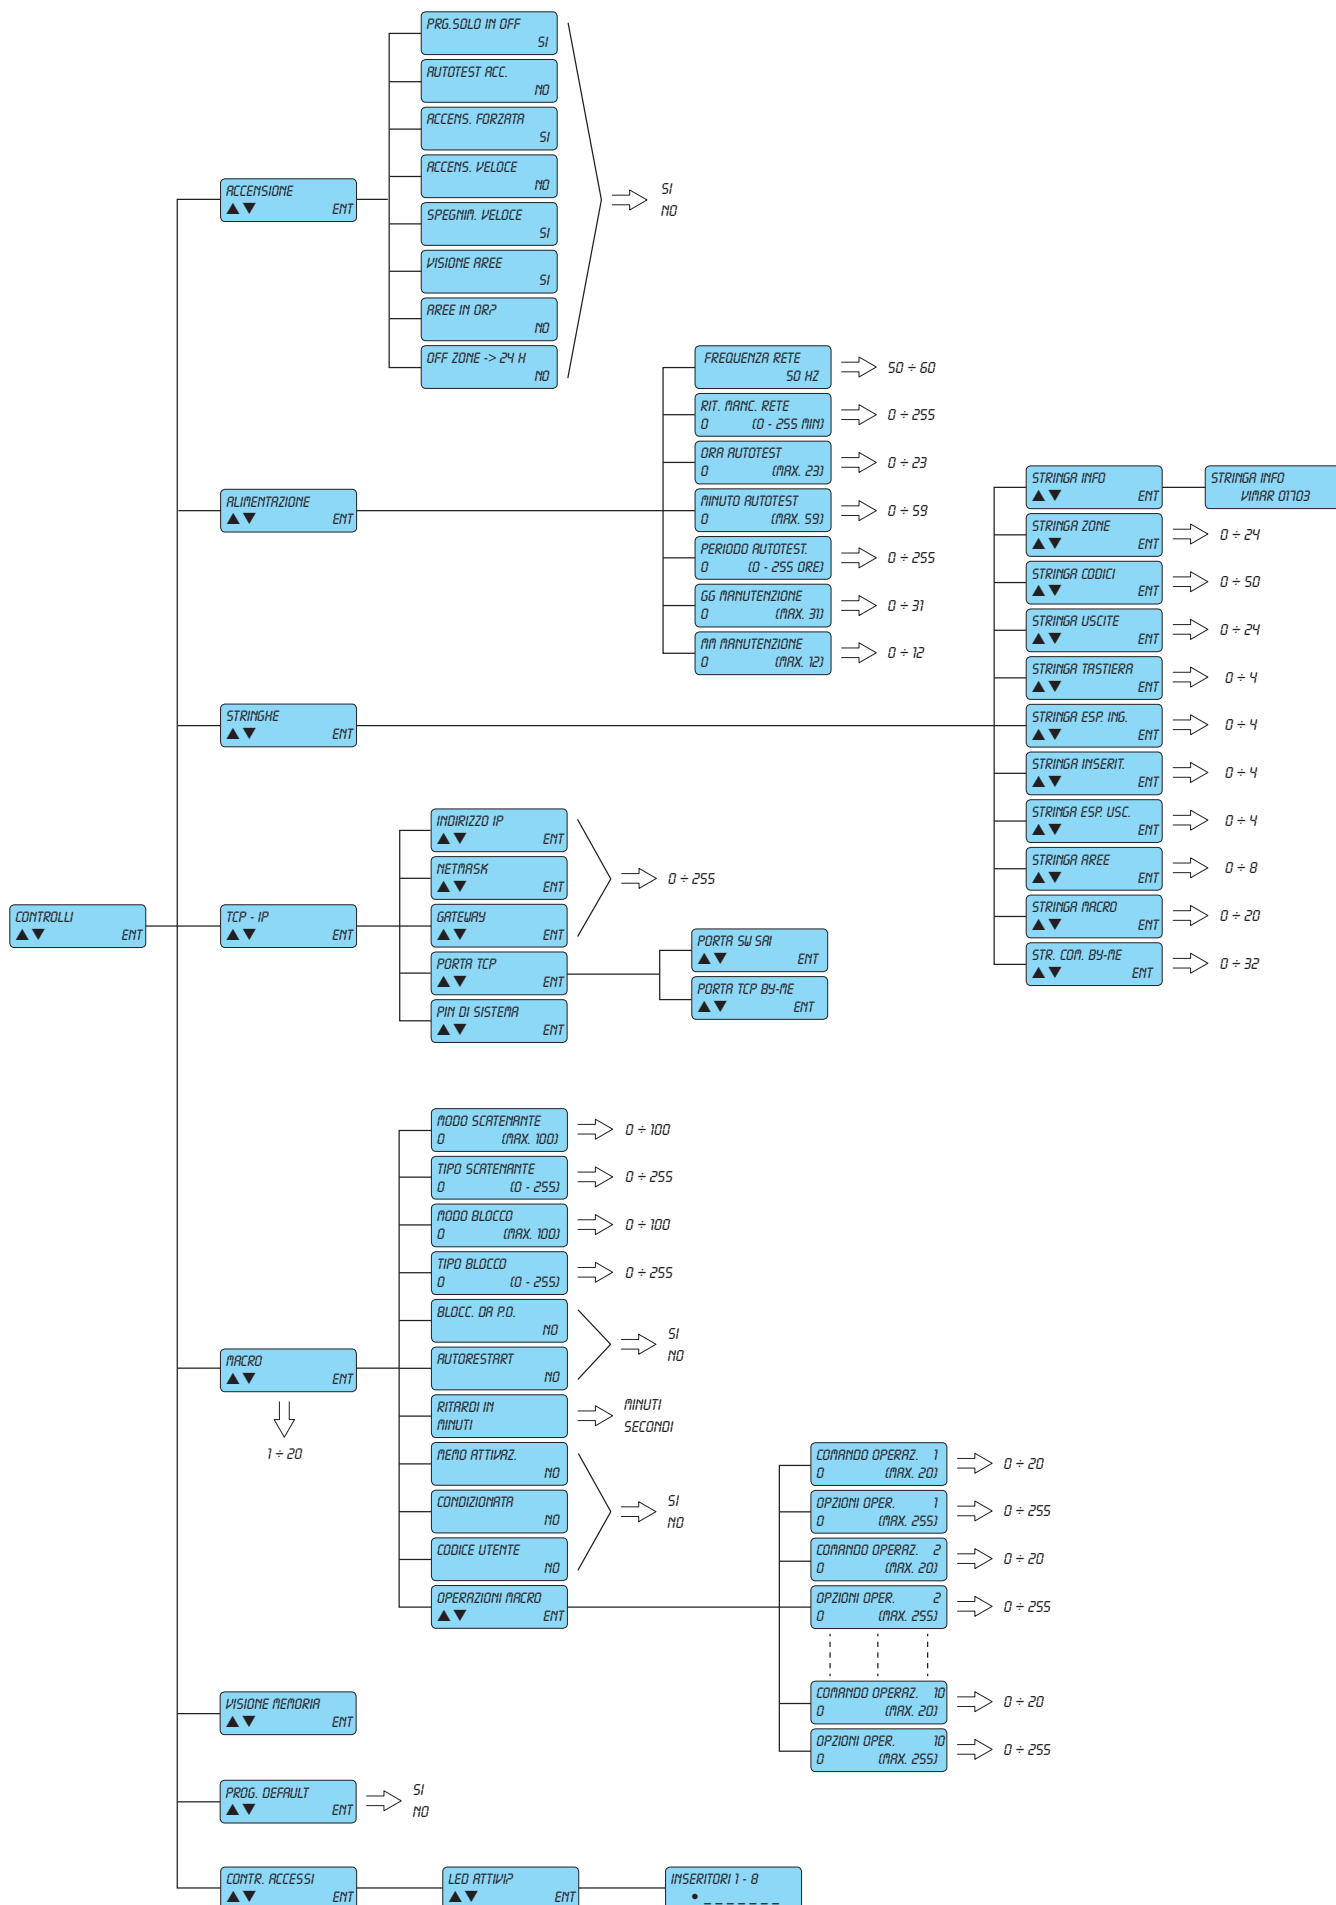 PRG.SOLO IN OFF
SI
AUTOTEST ACC.
NO
ACCENS. FORZATA
SI
ACCENS. VELOCE
NO
SPEGNIM. VELOCE
SI
VISIONE AREE
SI
AREE IN OR?
NO
OFF ZONE -> 24 H
NO
SI
NO
ACCENSIONE
▲▼ ENT
FREQUENZA RETE
50 HZ
50 ÷ 60
RIT. MANC. RETE
0 (0 - 255 MIN)
0 ÷ 255
ORA AUTOTEST
0 (MAX. 23)
0 ÷ 23
MINUTO AUTOTEST
0 (MAX. 59)
0 ÷ 59
PERIODO AUTOTEST.
0 (0 - 255 ORE)
0 ÷ 255
GG MANUTENZIONE
0 (MAX. 31)
0 ÷ 31
MM MANUTENZIONE
0 (MAX. 12)
0 ÷ 12
ALIMENTAZIONE
▲▼ ENT
STRINGA INFO
▲▼ ENT
STRINGA INFO
VIMAR 01703
STRINGA ZONE
▲▼ ENT
0 ÷ 24
STRINGA CODICI
▲▼ ENT
0 ÷ 50
STRINGA USCITE
▲▼ ENT
0 ÷ 24
STRINGA TASTIERA
▲▼ ENT
0 ÷ 4
STRINGA ESP. ING.
▲▼ ENT
0 ÷ 4
STRINGA INSERIT.
▲▼ ENT
0 ÷ 4
STRINGA ESP. USC.
▲▼ ENT
0 ÷ 4
STRINGA AREE
▲▼ ENT
0 ÷ 8
STRINGA MACRO
▲▼ ENT
0 ÷ 20
STR. COM. BY-ME
▲▼ ENT
0 ÷ 32
STRINGHE
▲▼ ENT
INDIRIZZO IP
▲▼ ENT
NETMASK
▲▼ ENT
GATEWAY
▲▼ ENT
0 ÷ 255
PORTA TCP
▲▼ ENT
PORTA SW SAI
▲▼ ENT
PORTA TCP BY-ME
▲▼ ENT
PIN DI SISTEMA
▲▼ ENT
CONTROLLI
▲▼ ENT
TCP - IP
▲▼ ENT
MODO SCATENANTE
0 (MAX. 100)
0 ÷ 100
TIPO SCATENANTE
0 (0 - 255)
0 ÷ 255
MODO BLOCCO
0 (MAX. 100)
0 ÷ 100
TIPO BLOCCO
0 (0 - 255)
0 ÷ 255
BLOCC. DA P.O.
NO
AUTORESTART
NO
SI
NO
RITARDI IN
MINUTI
MINUTI
SECONDI
MEMO ATTIVAZ.
NO
CONDIZIONATA
NO
CODICE UTENTE
NO
SI
NO
OPERAZIONI MACRO
▲▼ ENT
MACRO
▲▼ ENT
1 ÷ 20
COMANDO OPERAZ. 1
0 (MAX. 20)
0 ÷ 20
OPZIONI OPER. 1
0 (MAX. 255)
0 ÷ 255
COMANDO OPERAZ. 2
0 (MAX. 20)
0 ÷ 20
OPZIONI OPER. 2
0 (MAX. 255)
0 ÷ 255
COMANDO OPERAZ. 10
0 (MAX. 20)
0 ÷ 20
OPZIONI OPER. 10
0 (MAX. 255)
0 ÷ 255
VISIONE MEMORIA
▲▼ ENT
PROG. DEFAULT
▲▼ ENT
SI
NO
CONTR. ACCESSI
▲▼ ENT
LED ATTIVI?
▲▼ ENT
INSERITORI 1 - 8
• _ _ _ _ _ _ _